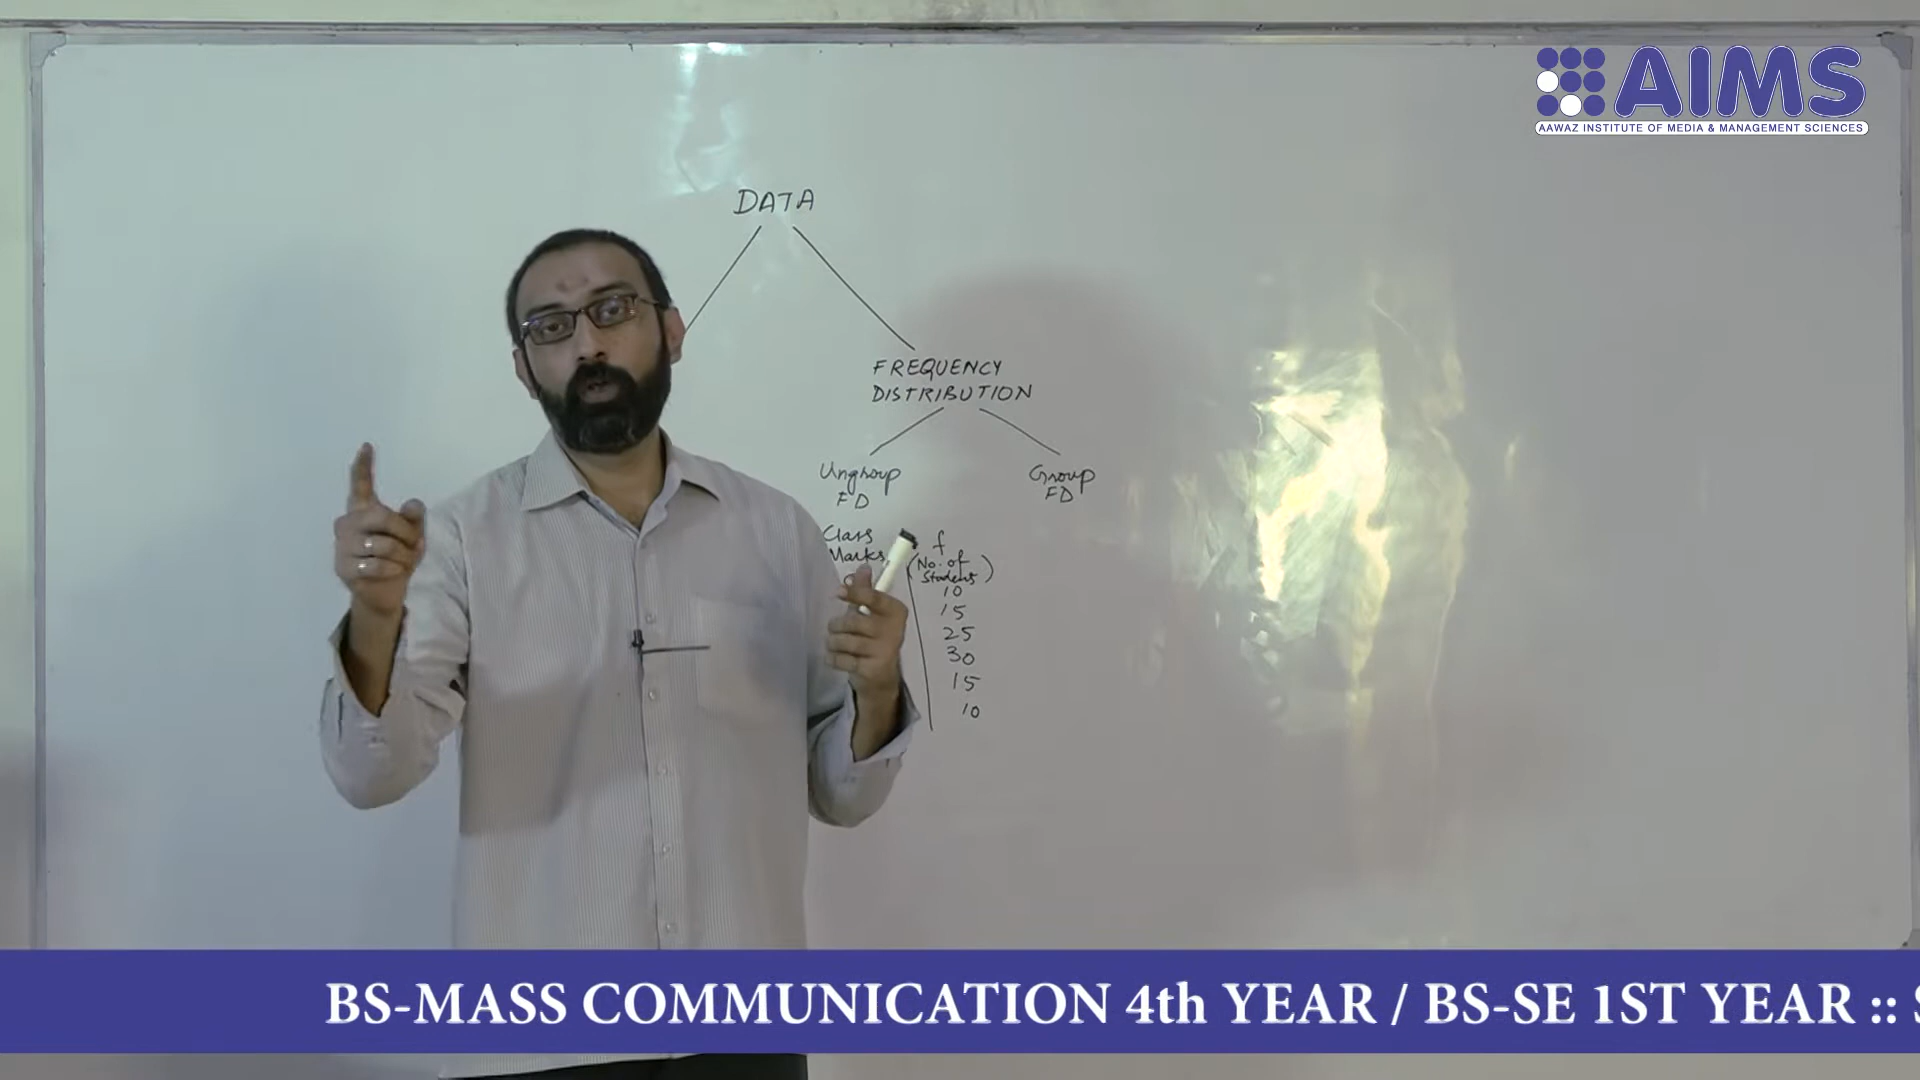 AIMS
AAWAZ INSTITUTE OF MEDIA & MANAGEMENT SCIENCES
DATA
FREQUENCY
DISTRIBUTION
Ungroup
FD
Group
FD
Class
Marks
f
(No. of
Students)
10
15
25
30
15
10
BS-MASS COMMUNICATION 4th YEAR / BS-SE 1ST YEAR ::